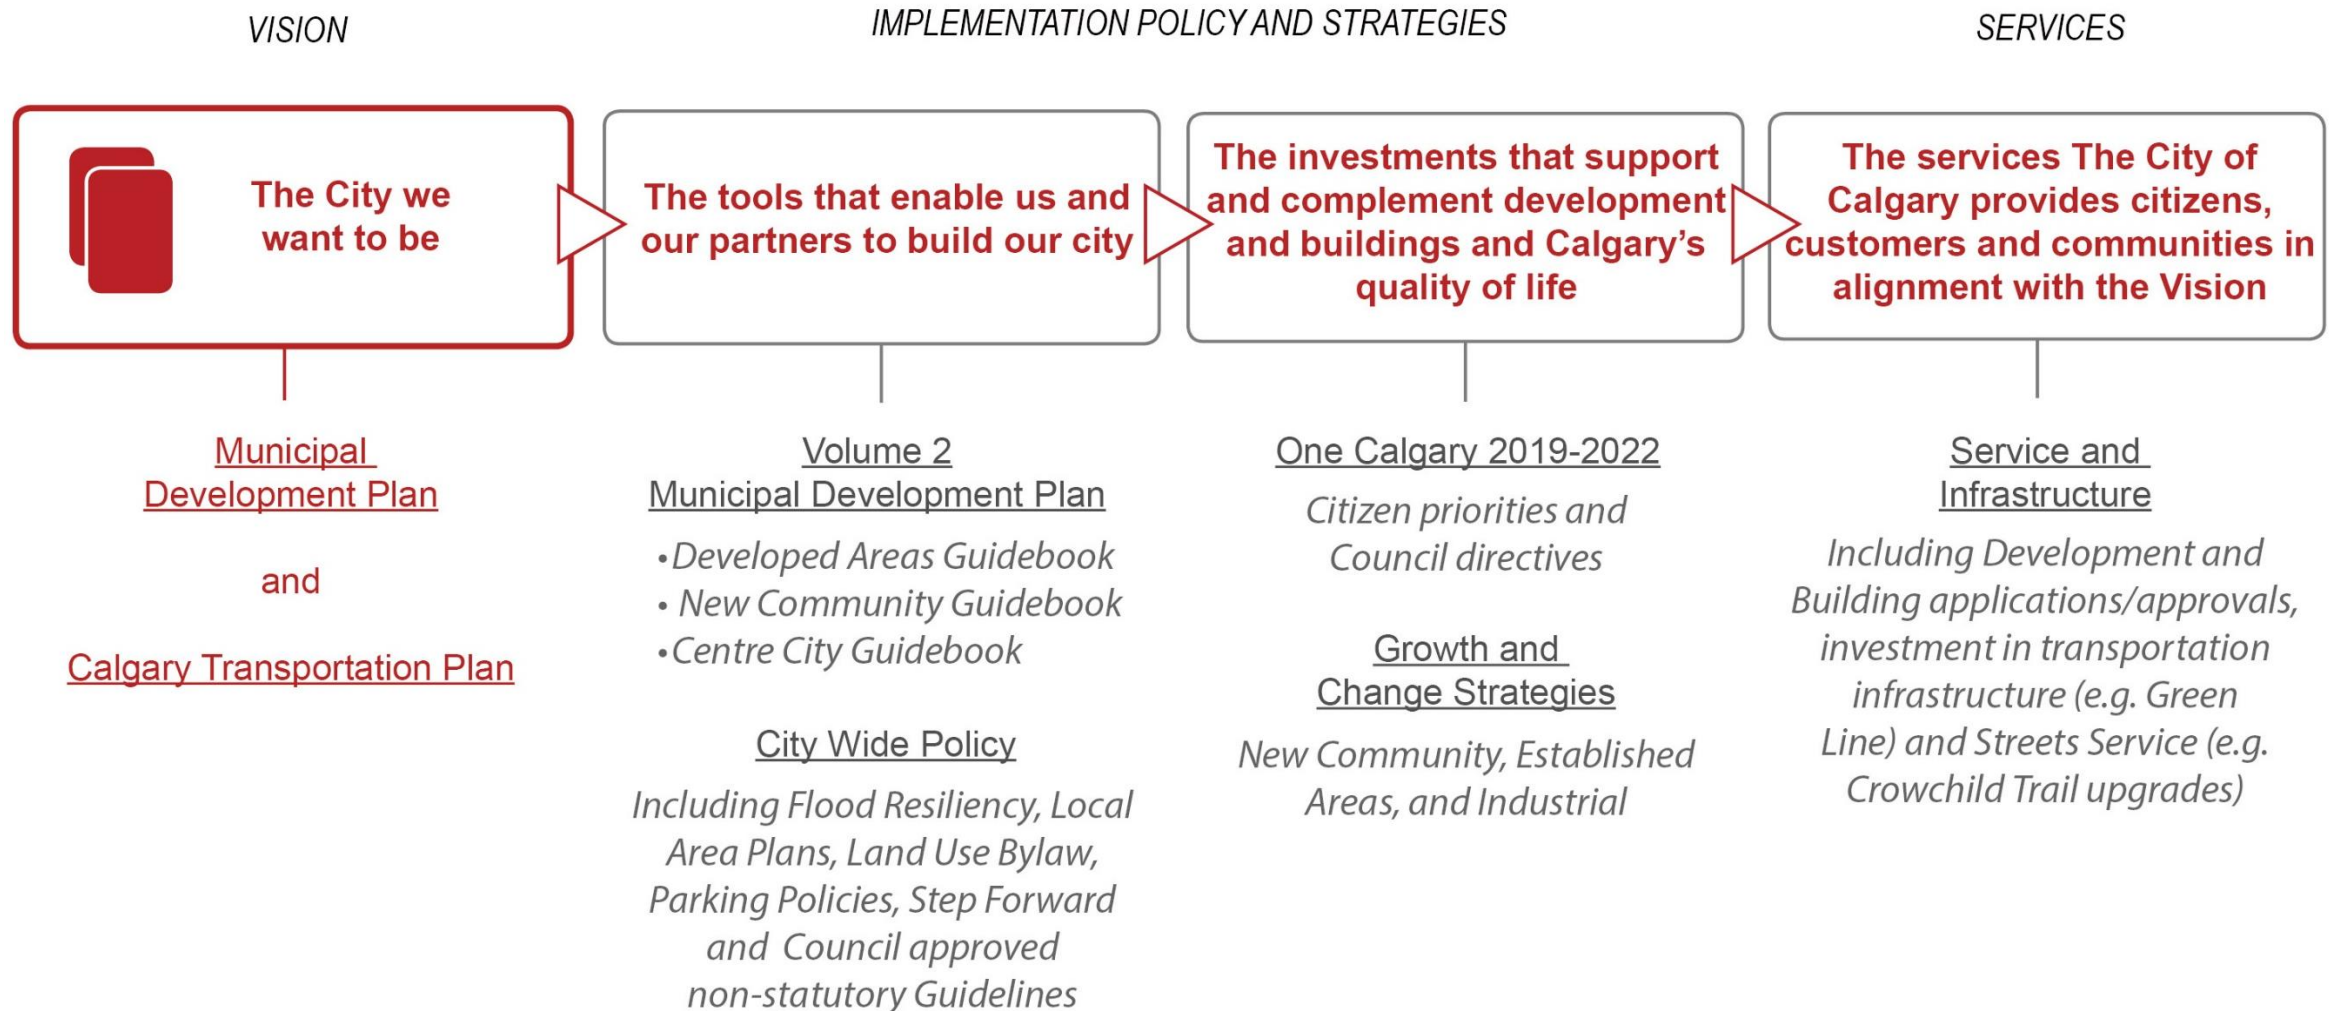 VISION
IMPLEMENTATION POLICY AND STRATEGIES
SERVICES
The City we
want to be
The tools that enable us and
our partners to build our city
The investments that support
and complement development
and buildings and Calgary's
quality of life
The services The City of
Calgary provides citizens,
customers and communities in
alignment with the Vision
Municipal
Development Plan
and
Calgary Transportation Plan
Volume 2
Municipal Development Plan
• Developed Areas Guidebook
• New Community Guidebook
• Centre City Guidebook
City Wide Policy
Including Flood Resiliency, Local
Area Plans, Land Use Bylaw,
Parking Policies, Step Forward
and Council approved
non-statutory Guidelines
One Calgary 2019-2022
Citizen priorities and
Council directives
Growth and
Change Strategies
New Community, Established
Areas, and Industrial
Service and
Infrastructure
Including Development and
Building applications/approvals,
investment in transportation
infrastructure (e.g. Green
Line) and Streets Service (e.g.
Crowchild Trail upgrades)